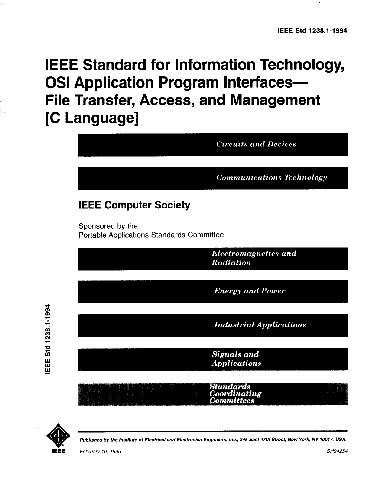 IEEE Std 1238.1-1994
IEEE Standard for Information Technology,
OSI Application Program Interfaces—
File Transfer, Access, and Management
[C Language]
Circuits and Devices
Communications Technology
IEEE Computer Society
Sponsored by the
Portable Applications Standards Committee
Electromagnetics and
Radiation
Energy and Power
Industrial Applications
Signals and
Applications
Standards
Coordinating
Committees
IEEE Std 1238.1-1994
IEEE
Published by the Institute of Electrical and Electronics Engineers, Inc., 345 East 47th Street, New York, NY 10017, USA.